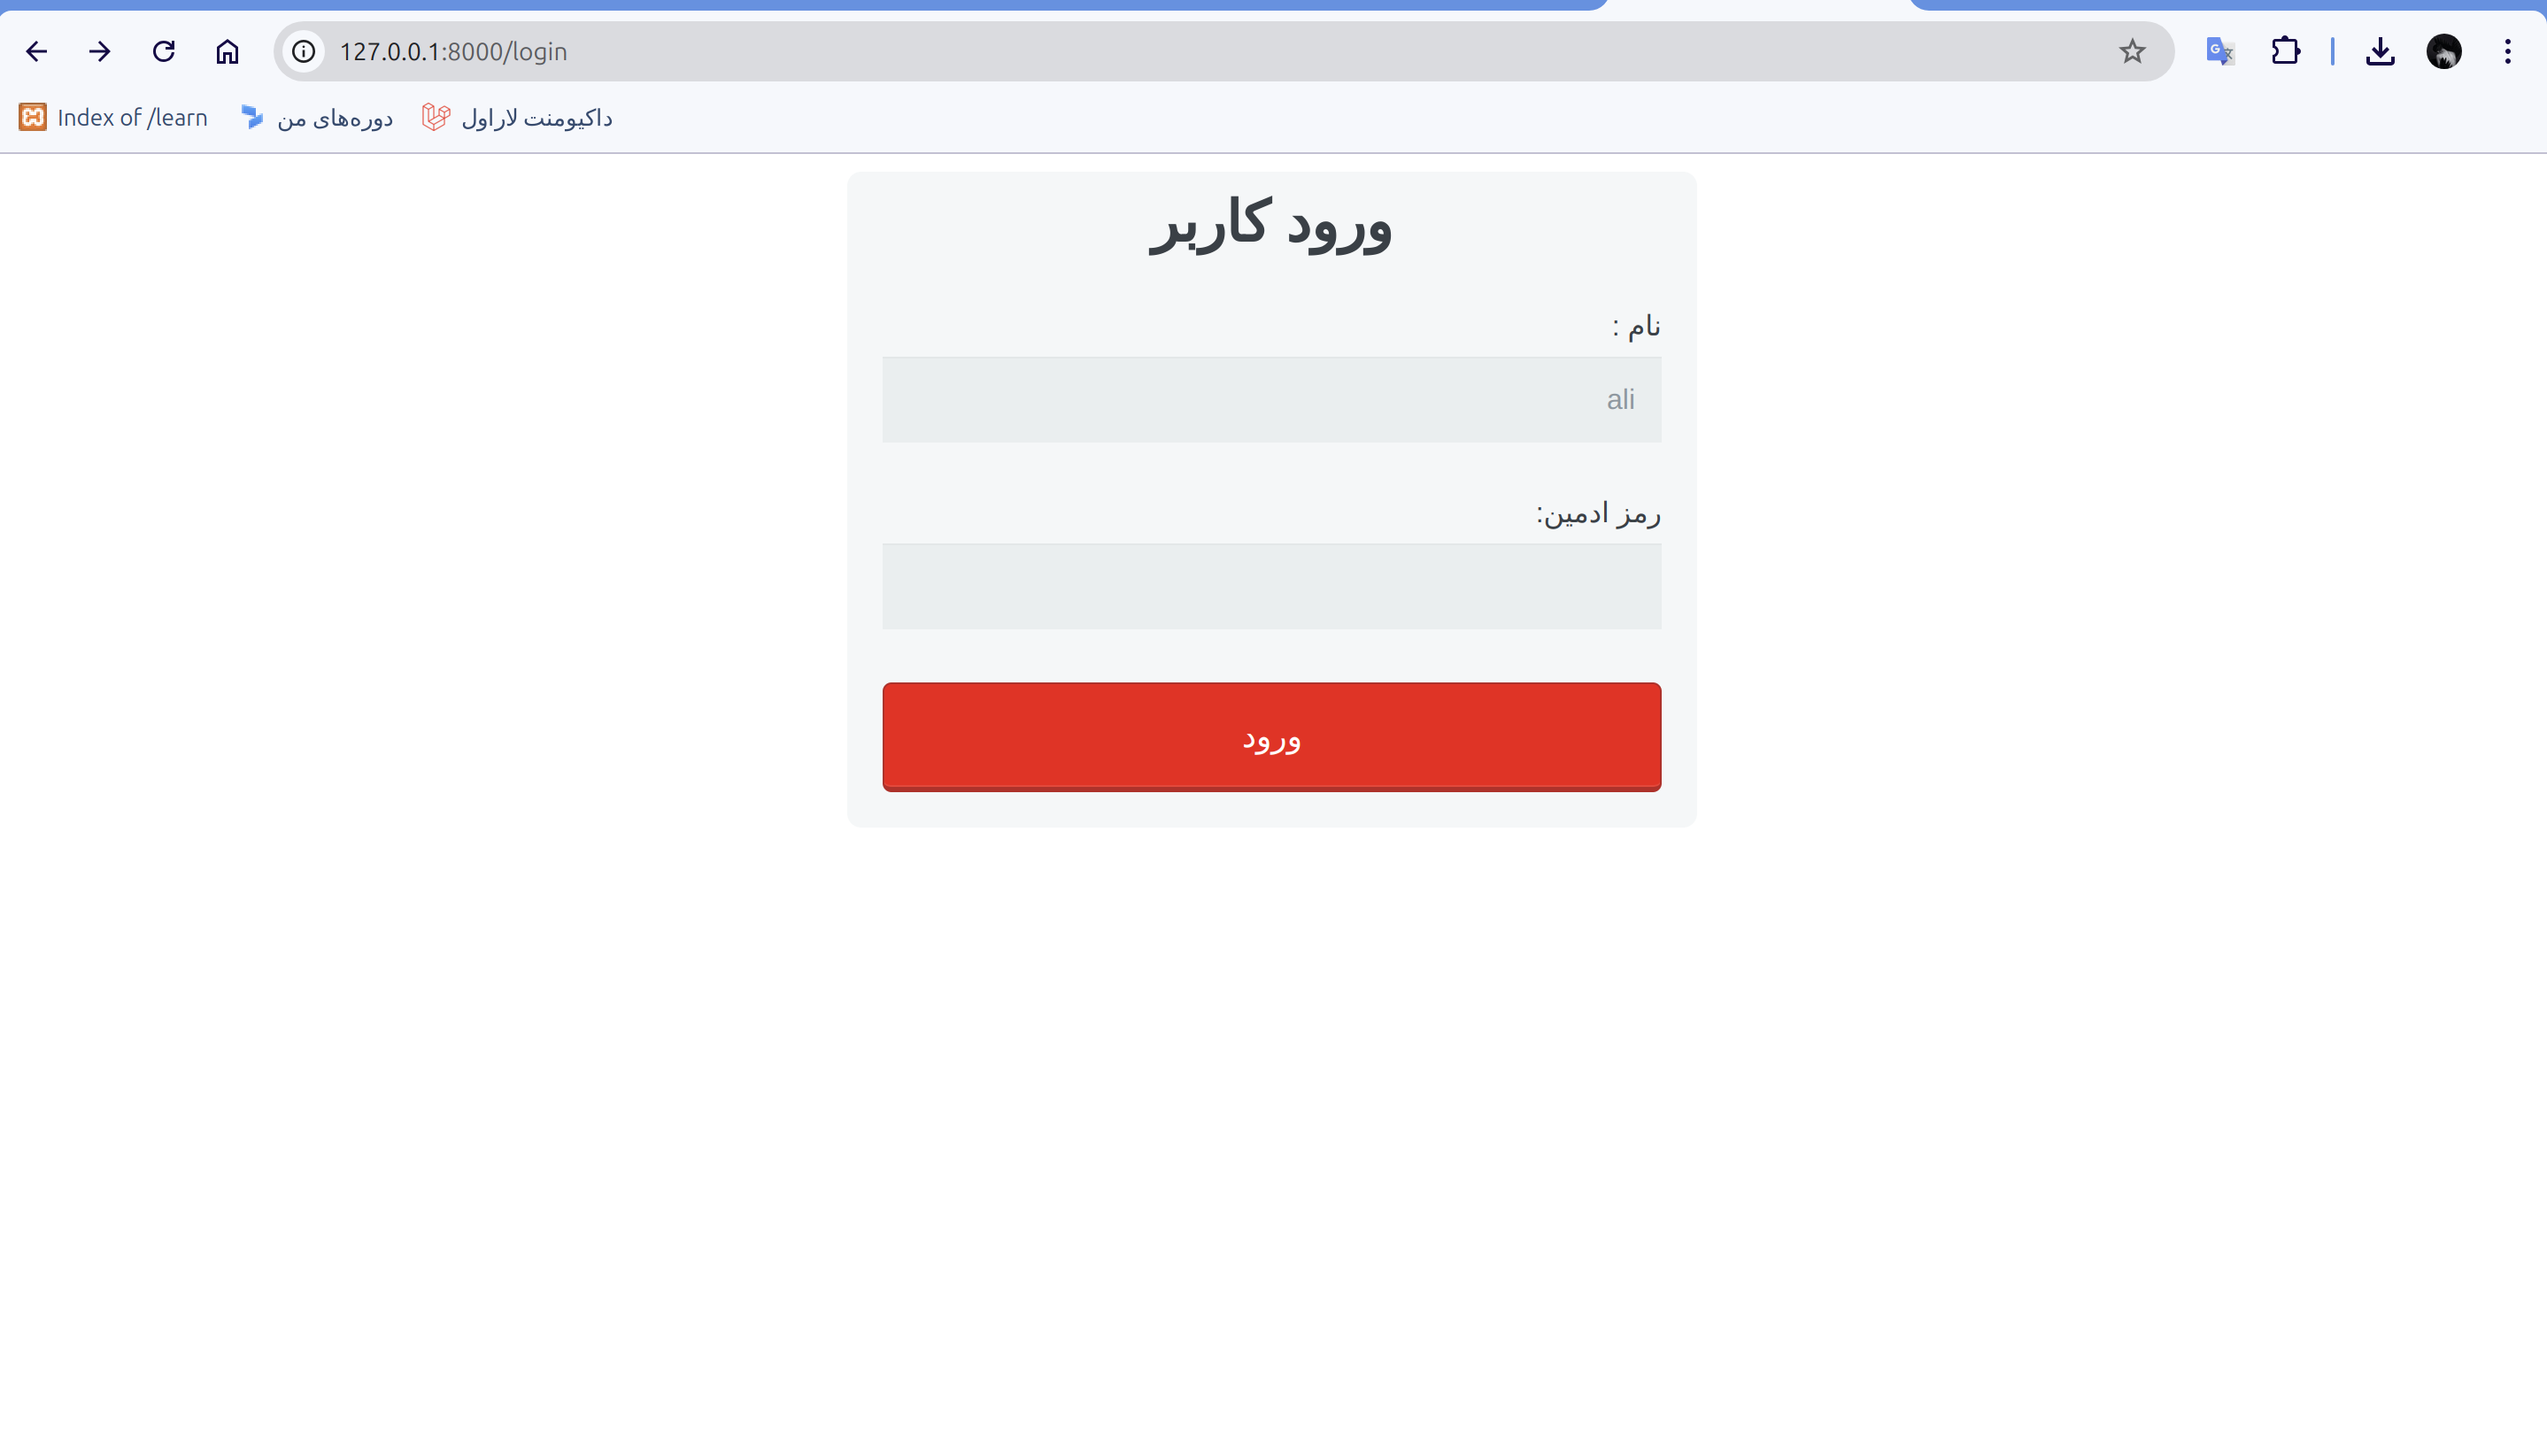 127.0.0.1:8000/login
Index of /learn
دوره‌های من
داکیومنت لاراول
ورود کاربر
نام :
ali
رمز ادمین:
ورود